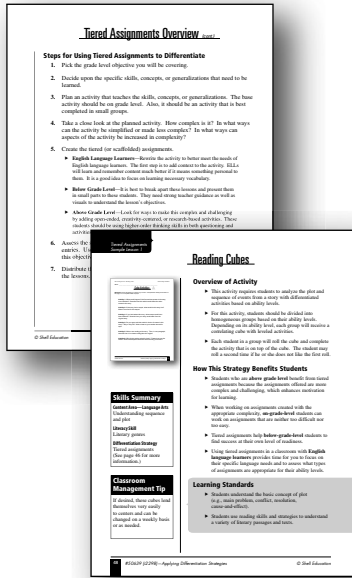 Tiered Assignments Overview (cont.)
Steps for Using Tiered Assignments to Differentiate
1. Pick the grade level objective you will be covering.
2. Decide upon the specific skills, concepts, or generalizations that need to be
learned.
3. Plan an activity that teaches the skills, concepts, or generalizations. The base
activity should be on grade level. Also, it should be an activity that is best
completed in small groups.
4. Take a close look at the planned activity. How complex is it? In what ways
can the activity be simplified or made less complex? In what ways can
aspects of the activity be increased in complexity?
5. Create the tiered (or scaffolded) assignments.
► English Language Learners—Rewrite the activity to better meet the needs of
English language learners. The first step is to add context to the activity. ELLs
will learn and remember content much better if it means something personal to
them. It is a good idea to focus on learning necessary vocabulary.
► Below Grade Level—It is best to break apart these lessons and present them
in small parts to these students. They need strong teacher guidance as well as
visuals to understand the lesson's objectives.
► Above Grade Level—Look for ways to make this complex and challenging
by adding open-ended, creativity-centered, or research-based activities. These
students should be using higher-order thinking skills in both questioning and
activities
6. Assess the
entries. Us
this objectiv
7. Distribute th
the lessons.
© Shell Education
Tiered Assignments
Sample Lesson 1
Reading Cubes
Overview of Activity
► This activity requires students to analyze the plot and
sequence of events from a story with differentiated
activities based on ability levels.
► For this activity, students should be divided into
homogeneous groups based on their ability levels.
Depending on its ability level, each group will receive a
correlating cube with leveled activities.
► Each student in a group will roll the cube and complete
the activity that is on top of the cube. The student may
roll a second time if he or she does not like the first roll.
How This Strategy Benefits Students
► Students who are above grade level benefit from tiered
assignments because the assignments offered are more
complex and challenging, which enhances motivation
for learning.
► When working on assignments created with the
appropriate complexity, on-grade-level students can
work on assignments that are neither too difficult nor
too easy.
► Tiered assignments help below-grade-level students to
find success at their own level of readiness.
► Using tiered assignments in a classroom with English
language learners provides time for you to focus on
their specific language needs and to assess what types
of assignments are appropriate for their ability levels.
Skills Summary
Content Area—Language Arts
Understanding sequence
and plot
Literacy Skill
Literary genres
Differentiation Strategy
Tiered assignments
(See page 46 for more
information.)
Classroom
Management Tip
If desired, these cubes lend
themselves very easily
to centers and can be
changed on a weekly basis
or as needed.
Learning Standards
► Students understand the basic concept of plot
(e.g., main problem, conflict, resolution,
cause-and-effect).
► Students use reading skills and strategies to understand
a variety of literary passages and texts.
#50639 (i2298)—Applying Differentiation Strategies
© Shell Education